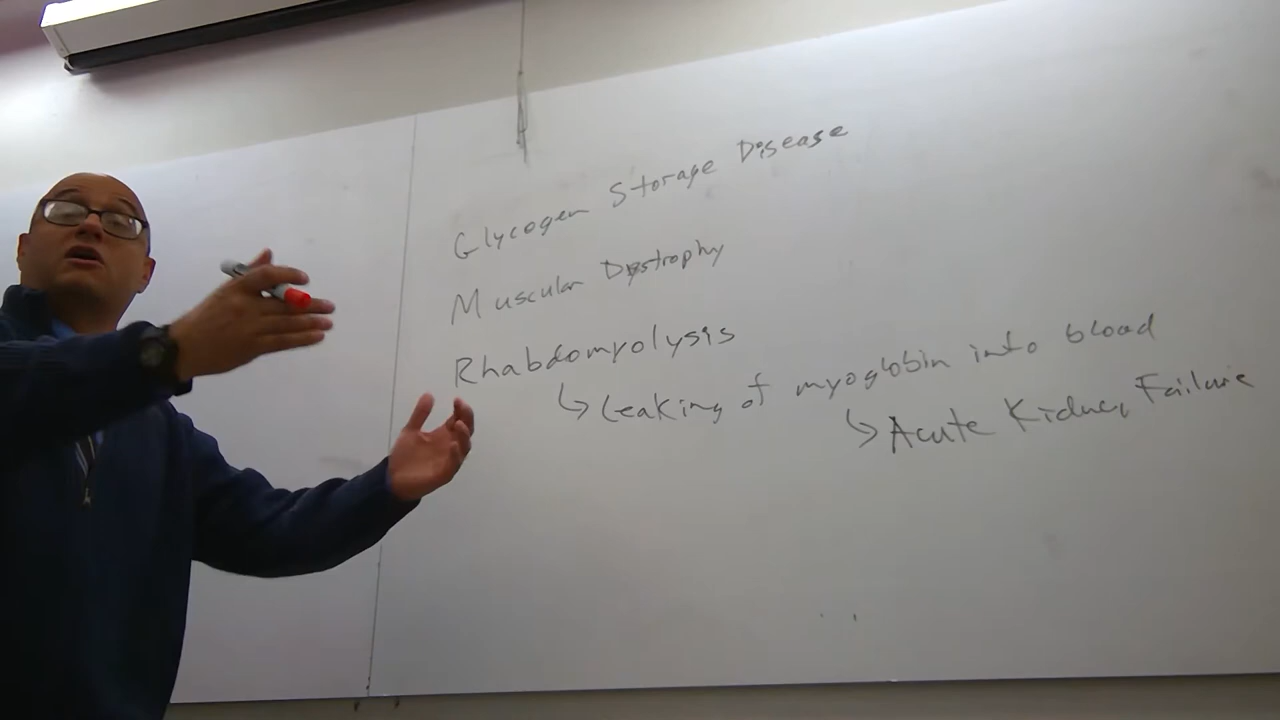 Glycogen Storage Disease
Muscular Dystrophy
Rhabdomyolysis
↳ Leaking of myoglobin into blood
↳ Acute Kidney Failure